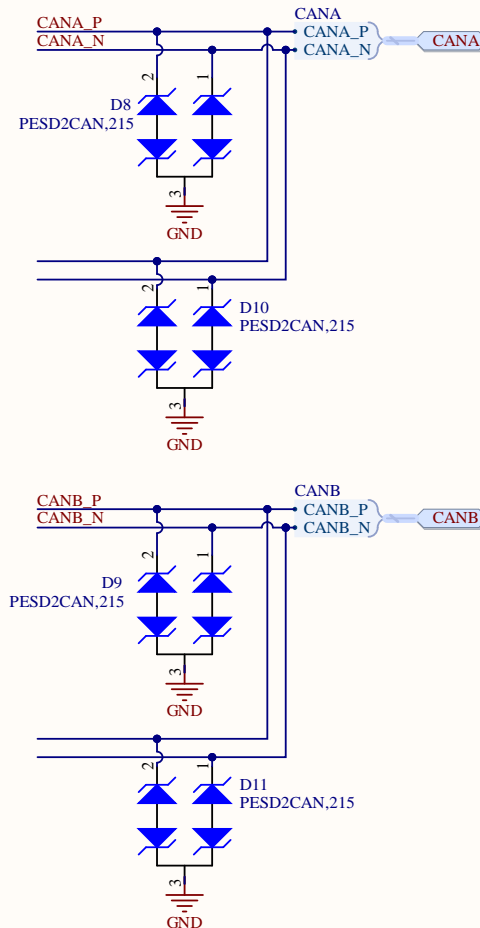 CANA
CANA_P
CANA_P
CANA_N
CANA_N
CANA
2
1
D8
PESD2CAN,215
3
GND
2
1
D10
PESD2CAN,215
3
GND
CANB
CANB_P
CANB_P
CANB_N
CANB_N
CANB
2
1
D9
PESD2CAN,215
3
GND
2
1
D11
PESD2CAN,215
3
GND